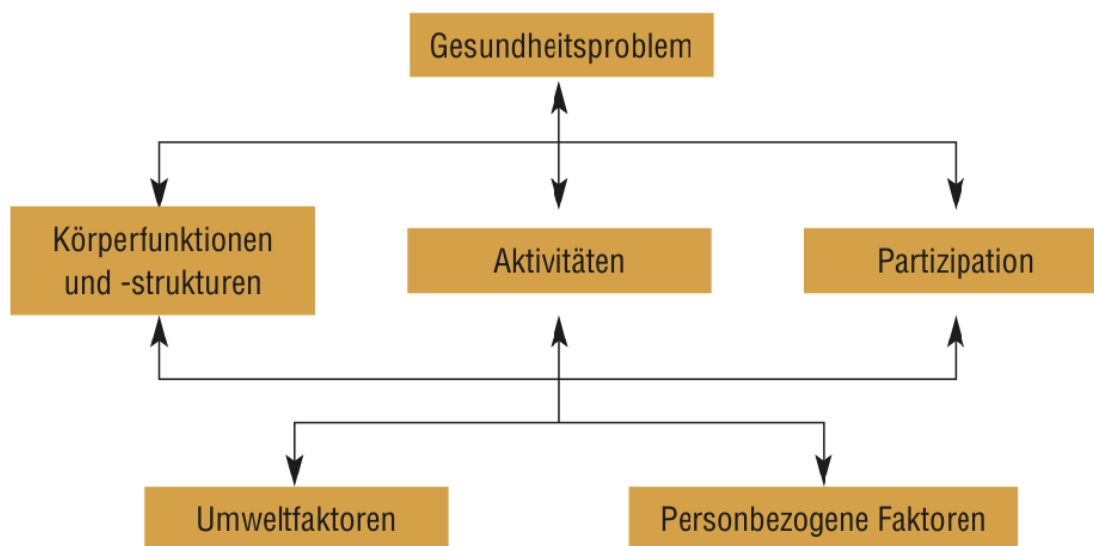 Gesundheitsproblem
Körperfunktionen
und -strukturen
Aktivitäten
Partizipation
Umweltfaktoren
Personbezogene Faktoren